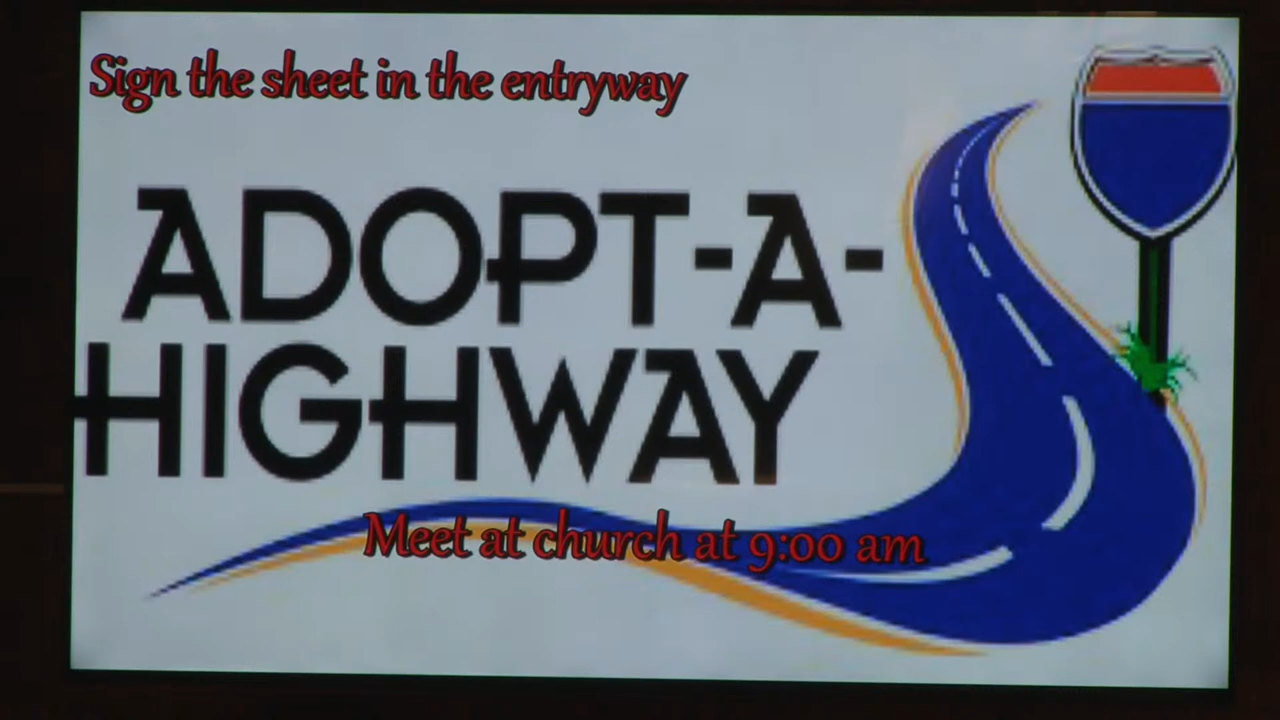 Sign the sheet in the entryway
ADOPT-A-
HIGHWAY
Meet at church at 9:00 am